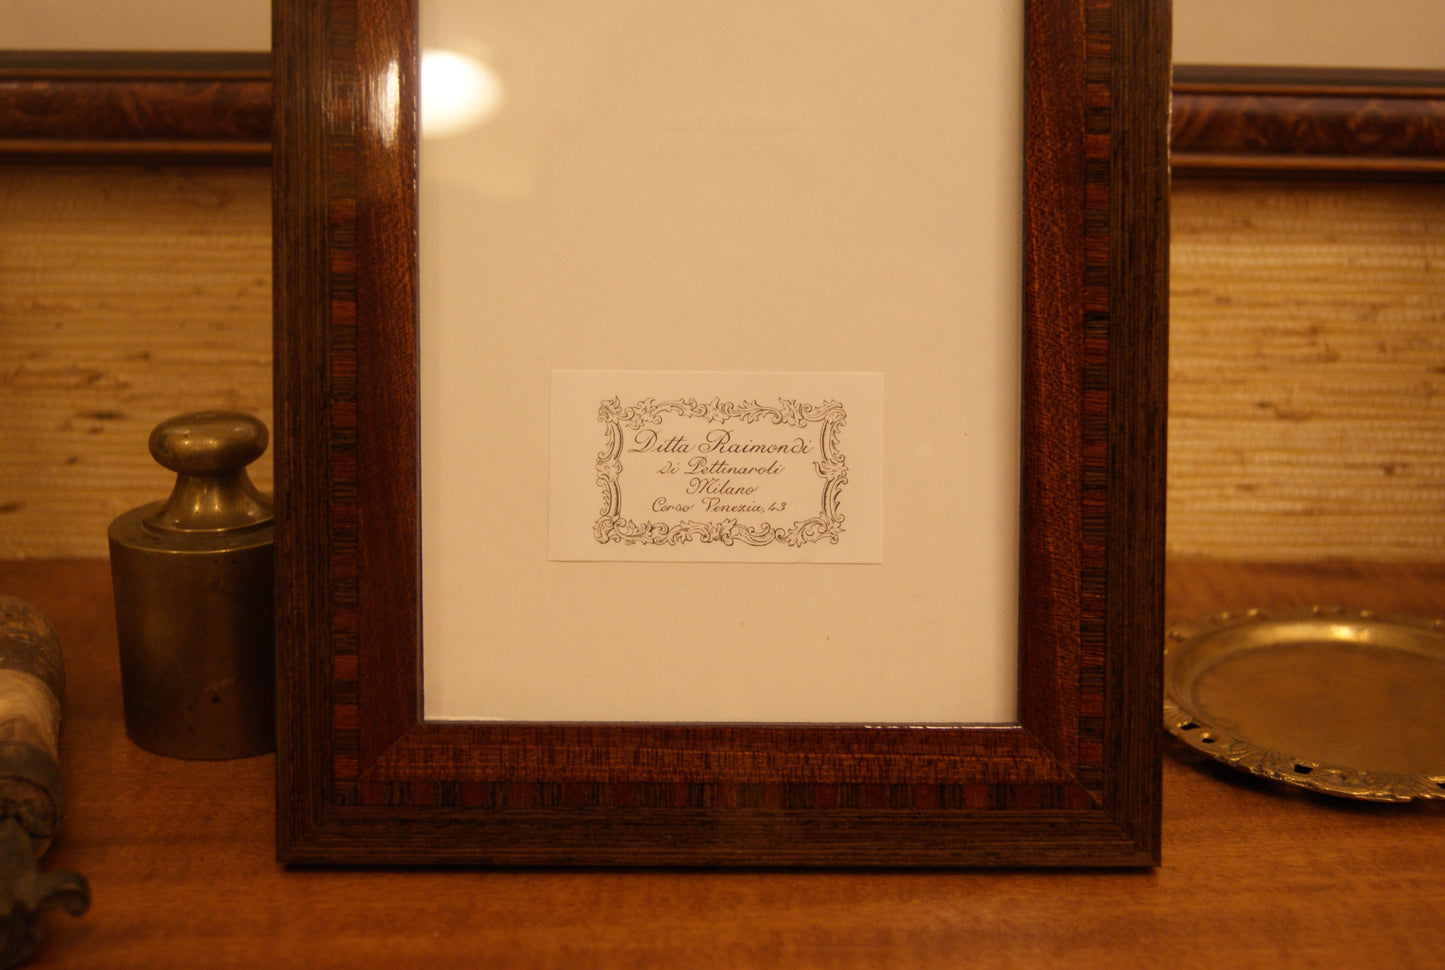 Ditta Raimondi
di Pettinaroli
Milano
Corso Venezia, 43